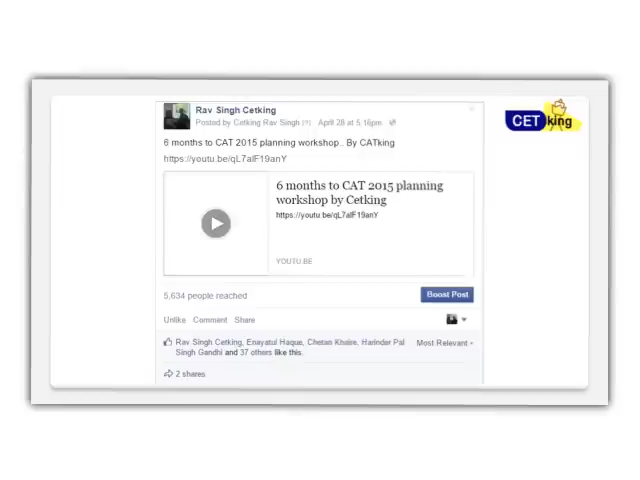 Rav Singh Cetking
Posted by Cetking Rav Singh [?] April 28 at 5:16pm
6 months to CAT 2015 planning workshop.. By CATking
https://youtu.be/qL7alF19anY
6 months to CAT 2015 planning
workshop by Cetking
https://youtu.be/qL7alF19anY
YOUTU.BE
5,634 people reached
Boost Post
Unlike Comment Share
Rav Singh Cetking, Enayatul Haque, Chetan Khaire, Harinder Pal
Singh Gandhi and 37 others like this.
Most Relevant
2 shares
CET king